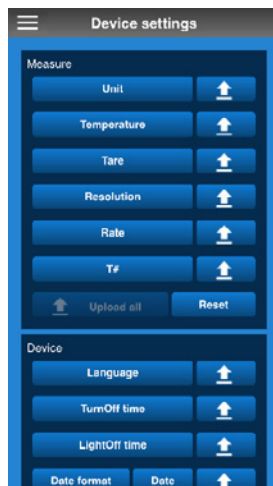 Device settings
Measure
Unit
Temperature
Tare
Resolution
Rate
T#
Upload all Reset
Device
Language
TurnOff time
LightOff time
Date format Date